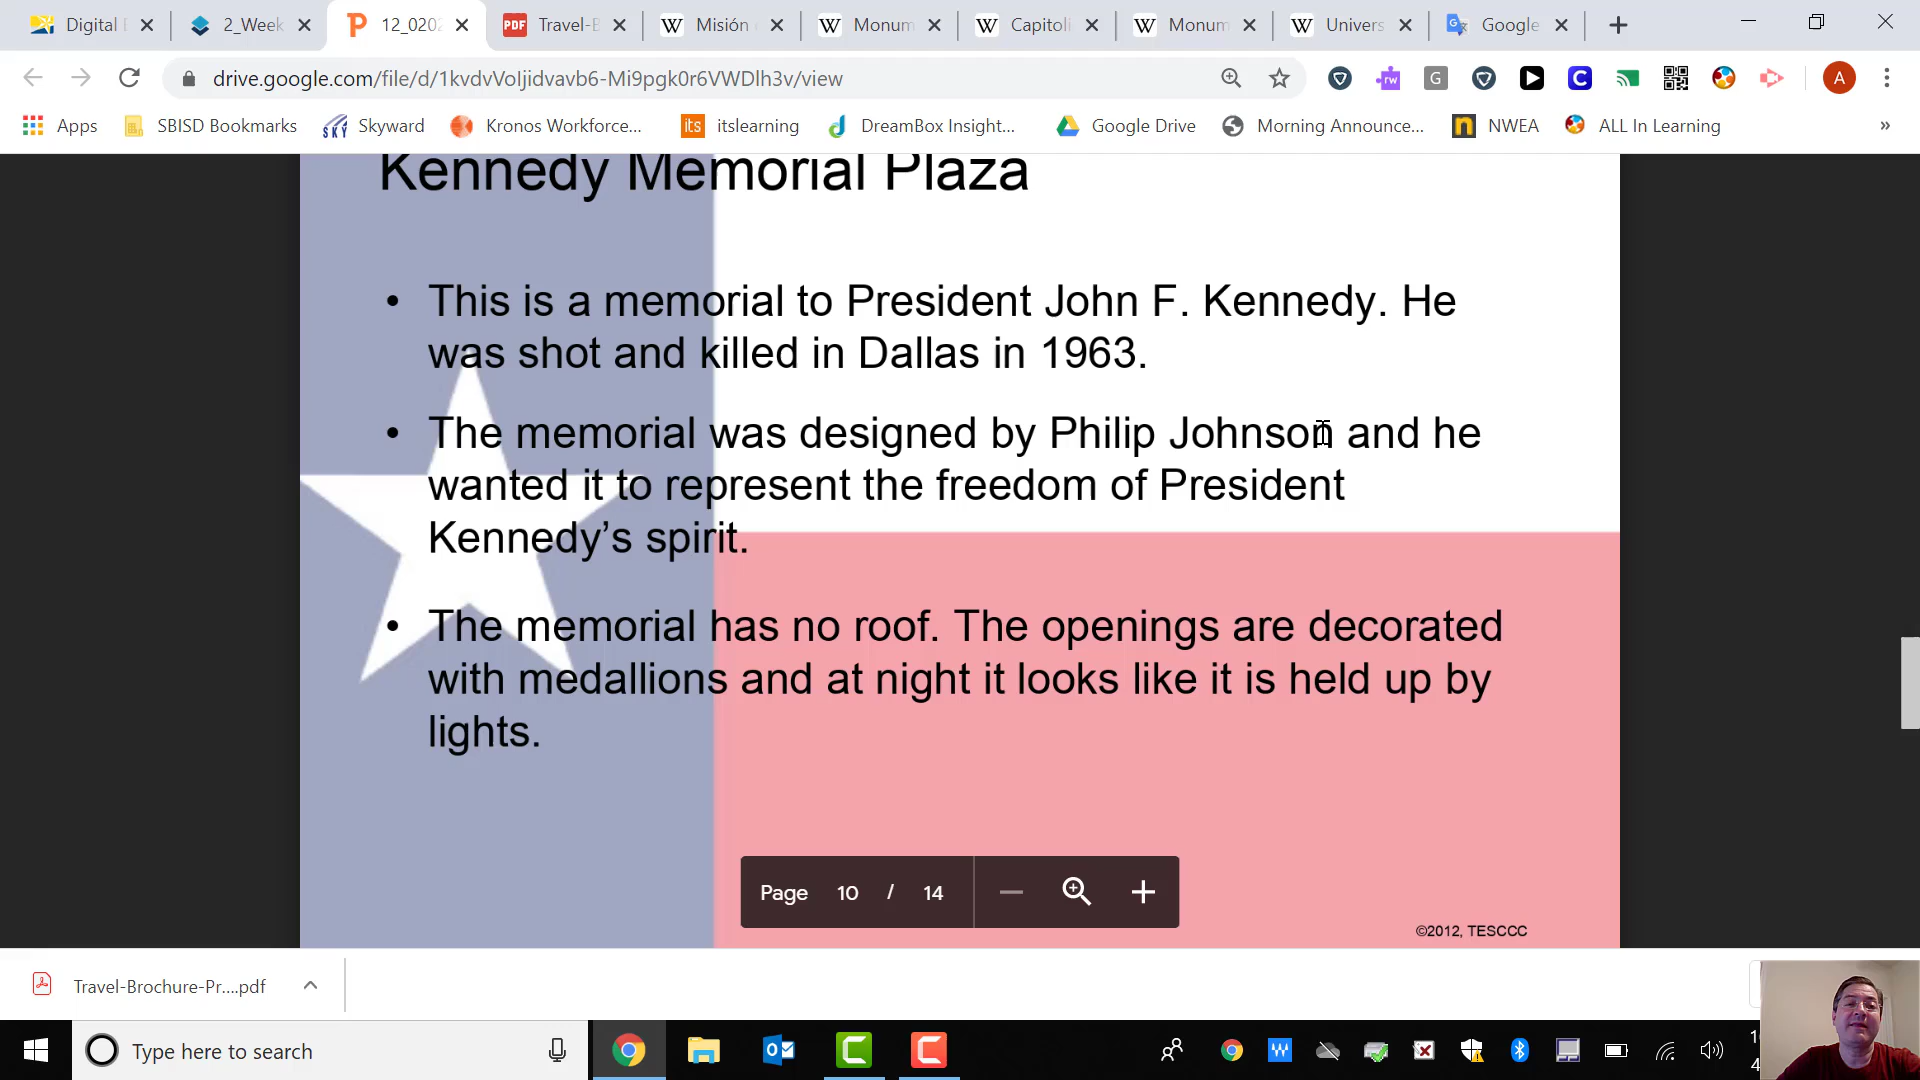 Digital
2_Week
12_020
Travel-
Misión
Monum
Capitol
Monum
Univers
Google
drive.google.com/file/d/1kvdvVoIjidvavb6-Mi9pgk0r6VWDlh3v/view
A
Apps
SBISD Bookmarks
Skyward
Kronos Workforce...
itslearning
DreamBox Insight...
Google Drive
Morning Announce...
NWEA
ALL In Learning
»
Kennedy Memorial Plaza
• This is a memorial to President John F. Kennedy. He
was shot and killed in Dallas in 1963.
• The memorial was designed by Philip Johnson and he
wanted it to represent the freedom of President
Kennedy’s spirit.
• The memorial has no roof. The openings are decorated
with medallions and at night it looks like it is held up by
lights.
Page 10 / 14
©2012, TESCCC
Travel-Brochure-Pr....pdf
Type here to search